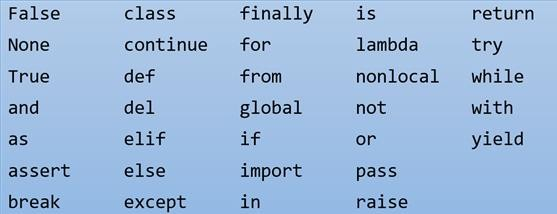 False class finally is return
None continue for lambda try
True def from nonlocal while
and del global not with
as elif if or yield
assert else import pass
break except in raise